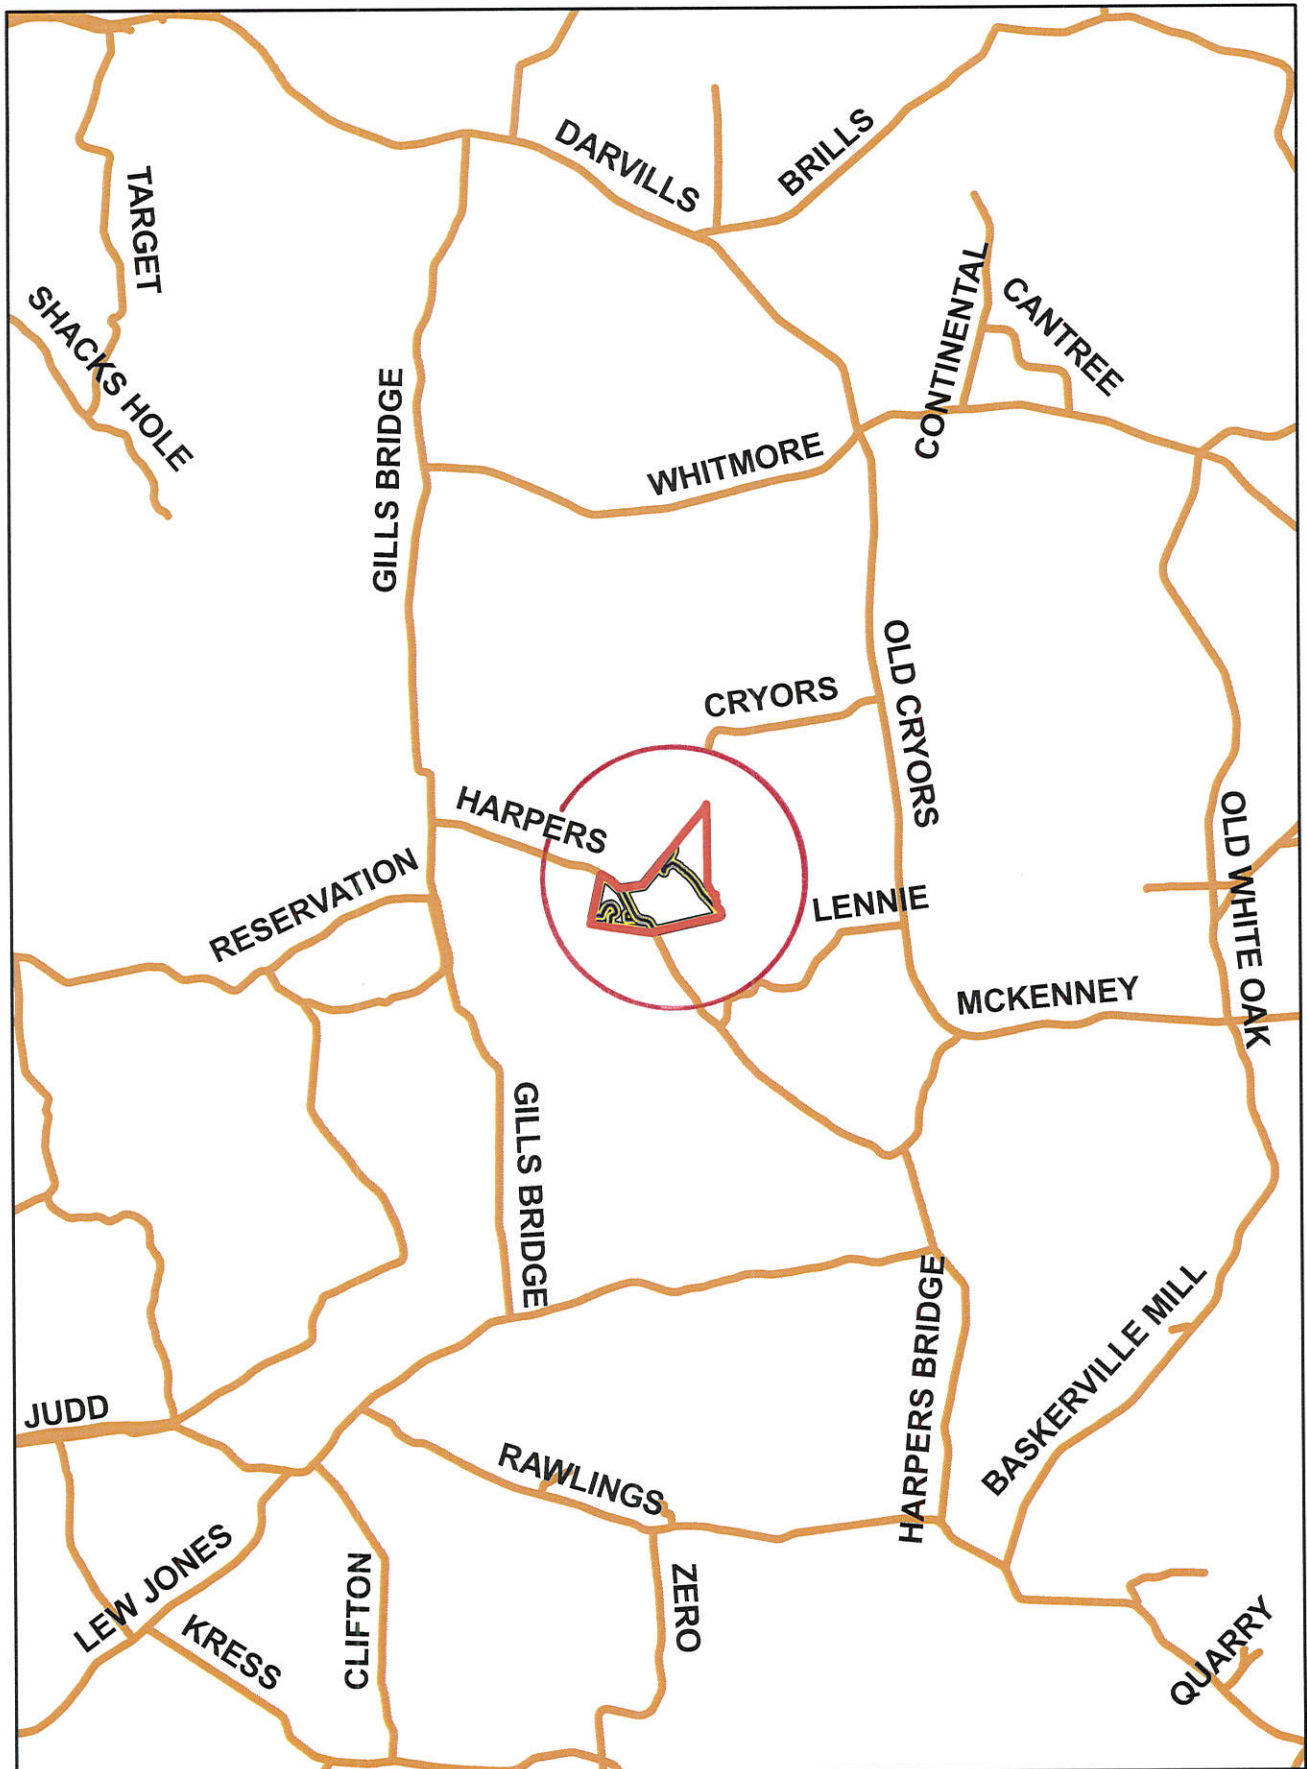 DARVILLS
BRILLS
TARGET
SHACKS HOLE
CONTINENTAL
CANTREE
GILLS BRIDGE
WHITMORE
OLD CRYORS
CRYORS
HARPERS
RESERVATION
LENNIE
OLD WHITE OAK
MCKENNEY
GILLS BRIDGE
HARPERS BRIDGE
BASKERVILLE MILL
JUDD
RAWLINGS
LEW JONES
KRESS
CLIFTON
ZERO
QUARRY